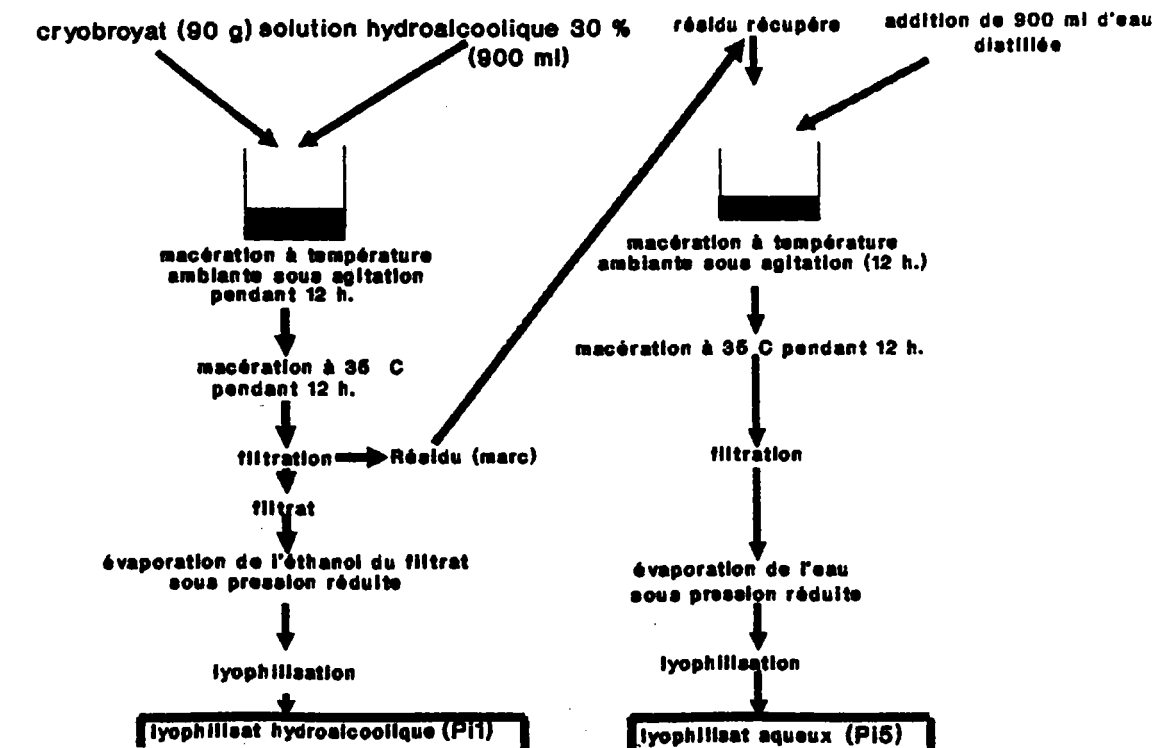 cryobroyat (90 g) solution hydroalcoolique 30 %
(900 ml)
macération à température
ambiante sous agitation
pendant 12 h.
macération à 35 C
pendant 12 h.
filtration
Résidu (marc)
filtrat
évaporation de l'éthanol du filtrat
sous pression réduite
lyophilisation
lyophilisat hydroalcoolique (Pi1)
résidu récupére
addition de 900 ml d'eau
distillée
macération à température
ambiante sous agitation (12 h.)
macération à 35 C pendant 12 h.
filtration
évaporation de l'eau
sous pression réduite
lyophilisation
lyophilisat aqueux (Pi5)